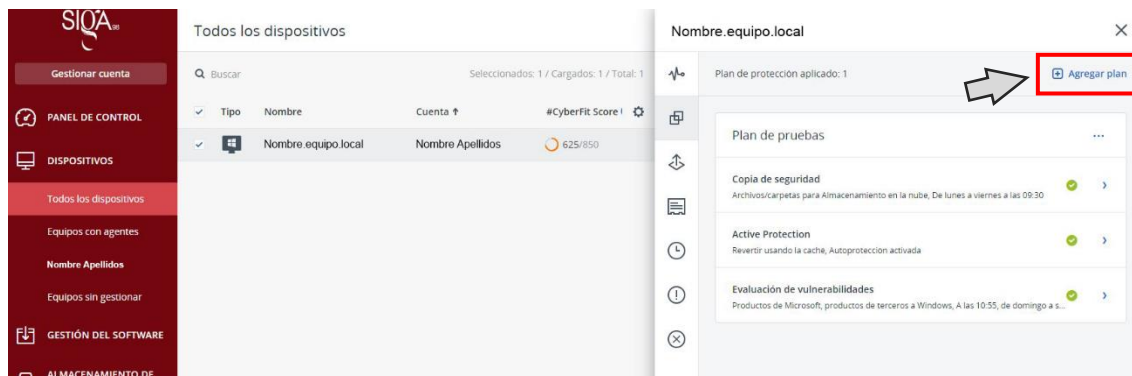 SIQA 98
Gestionar cuenta
PANEL DE CONTROL
DISPOSITIVOS
Todos los dispositivos
Equipos con agentes
Nombre Apellidos
Equipos sin gestionar
GESTIÓN DEL SOFTWARE
ALMACENAMIENTO DE
Todos los dispositivos
Buscar
Seleccionados: 1 / Cargados: 1 / Total: 1
Tipo Nombre Cuenta ↑ #CyberFit Score
Nombre.equipo.local Nombre Apellidos 625/850
Nombre.equipo.local
Plan de protección aplicado: 1
Agregar plan
Plan de pruebas
Copia de seguridad
Archivos/carpetas para Almacenamiento en la nube, De lunes a viernes a las 09:30
Active Protection
Revertir usando la cache, Autoproteccion activada
Evaluación de vulnerabilidades
Productos de Microsoft, productos de terceros a Windows, A las 10:55, de domingo a s...